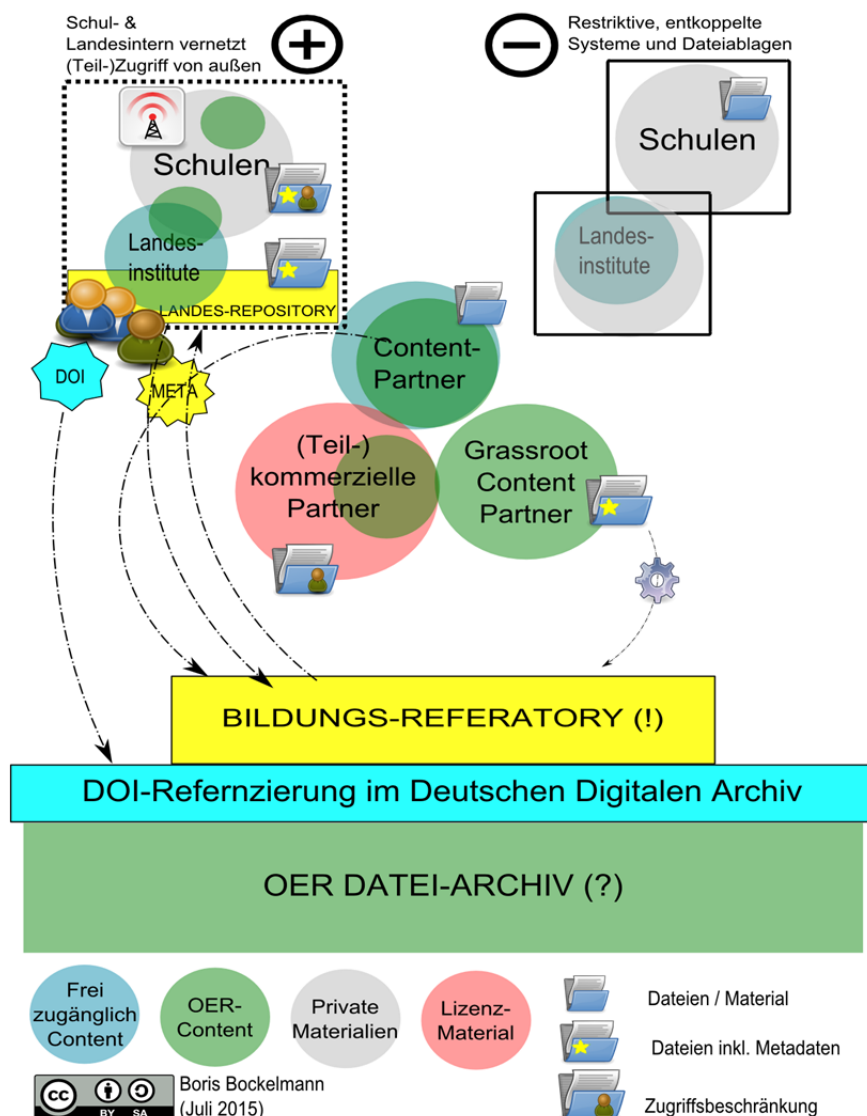 Schul- &
Landesintern vernetzt
(Teil-)Zugriff von außen
Restriktive, entkoppelte
Systeme und Dateiablagen
Schulen
Landes-
institute
LANDES-REPOSITORY
DOI
META
Schulen
Landes-
institute
Content-
Partner
(Teil-)
kommerzielle
Partner
Grassroot
Content
Partner
BILDUNGS-REFERATORY (!)
DOI-Refernzierung im Deutschen Digitalen Archiv
OER DATEI-ARCHIV (?)
Frei
zugänglich
Content
OER-
Content
Private
Materialien
Lizenz-
Material
Dateien / Material
Dateien inkl. Metadaten
Zugriffsbeschränkung
cc
BY SA
Boris Bockelmann
(Juli 2015)